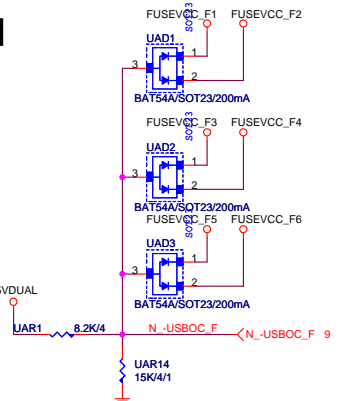 FUSEVCC_F1 FUSEVCC_F2
SOT23
UAD1
1
3
2
BAT54A/SOT23/200mA
FUSEVCC_F3 FUSEVCC_F4
SOT23
UAD2
1
3
2
BAT54A/SOT23/200mA
FUSEVCC_F5 FUSEVCC_F6
SOT23
UAD3
1
3
2
BAT54A/SOT23/200mA
5VDUAL
UAR1 8.2K/4 N_-USBOC_F N_-USBOC_F 9
UAR14
15K/4/1